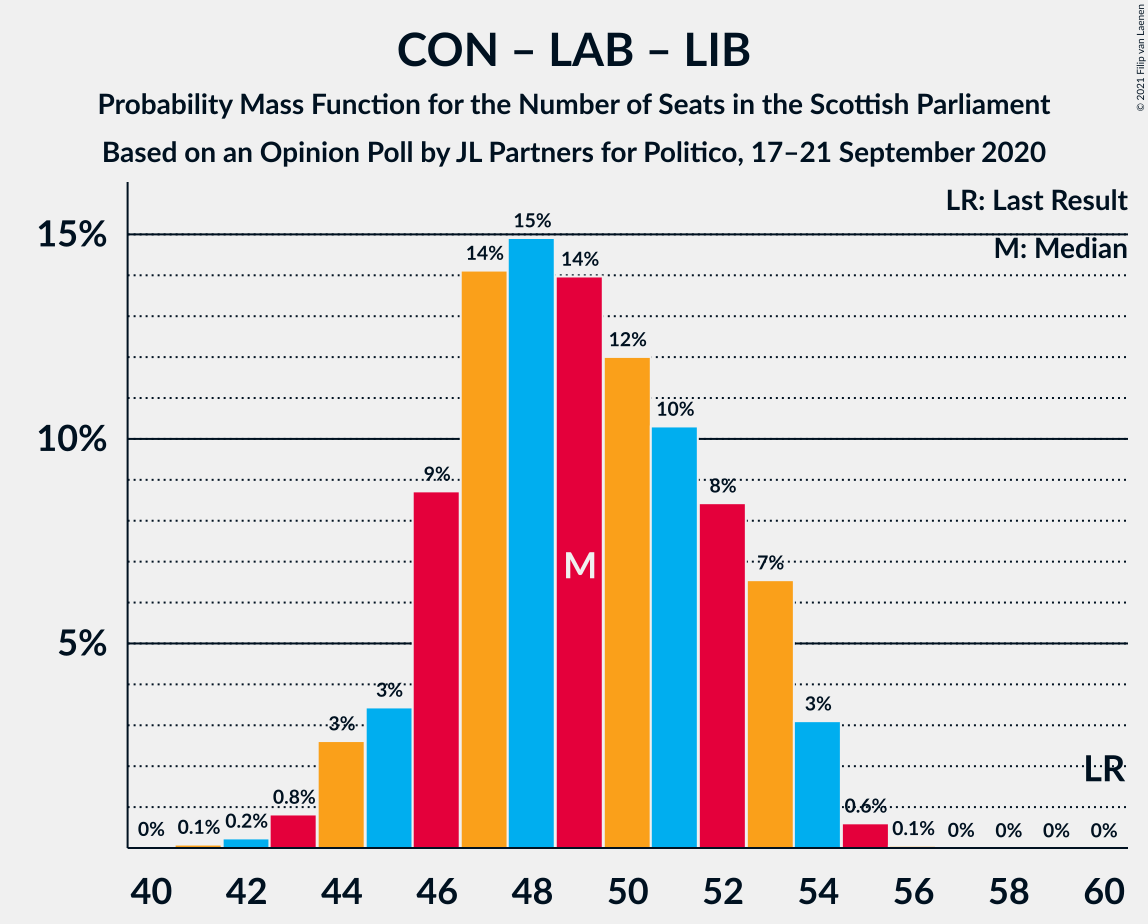 CON – LAB – LIB
Probability Mass Function for the Number of Seats in the Scottish Parliament
Based on an Opinion Poll by JL Partners for Politico, 17–21 September 2020
© 2021 Filip van Laenen
LR: Last Result
M: Median
15%
10%
5%
0%
0.1%
0.2%
0.8%
3%
3%
9%
14%
15%
14%
12%
10%
8%
7%
3%
0.6%
0.1%
0%
0%
0%
0%
M
LR
40 42 44 46 48 50 52 54 56 58 60